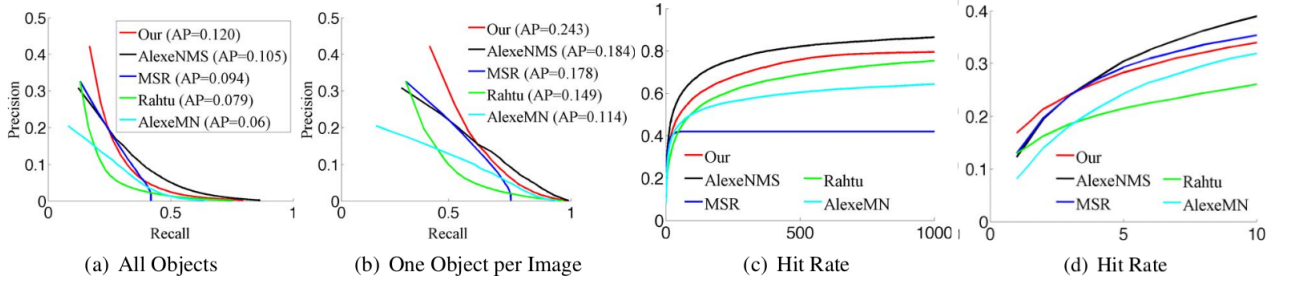 0.5
0.4
0.3
0.2
0.1
0
0
0.5
1
Precision
Recall
Our (AP=0.120)
AlexeNMS (AP=0.105)
MSR (AP=0.094)
Rahtu (AP=0.079)
AlexeMN (AP=0.06)
(a) All Objects
0.5
0.4
0.3
0.2
0.1
0
0
0.5
1
Precision
Recall
Our (AP=0.243)
AlexeNMS (AP=0.184)
MSR (AP=0.178)
Rahtu (AP=0.149)
AlexeMN (AP=0.114)
(b) One Object per Image
1
0.8
0.6
0.4
0.2
0
0
500
1000
Our
AlexeNMS
MSR
Rahtu
AlexeMN
(c) Hit Rate
0.4
0.3
0.2
0.1
0
0
5
10
Our
AlexeNMS
MSR
Rahtu
AlexeMN
(d) Hit Rate